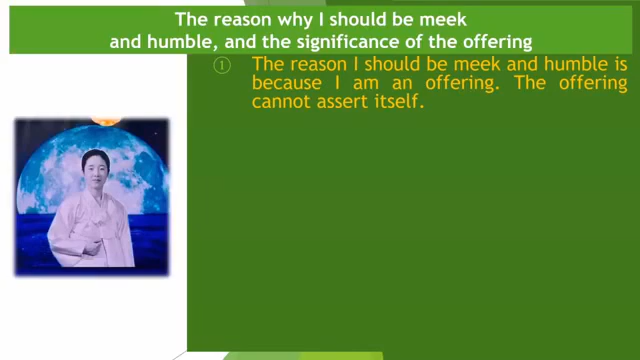 The reason why I should be meek
and humble, and the significance of the offering
① The reason I should be meek and humble is
because I am an offering. The offering
cannot assert itself.